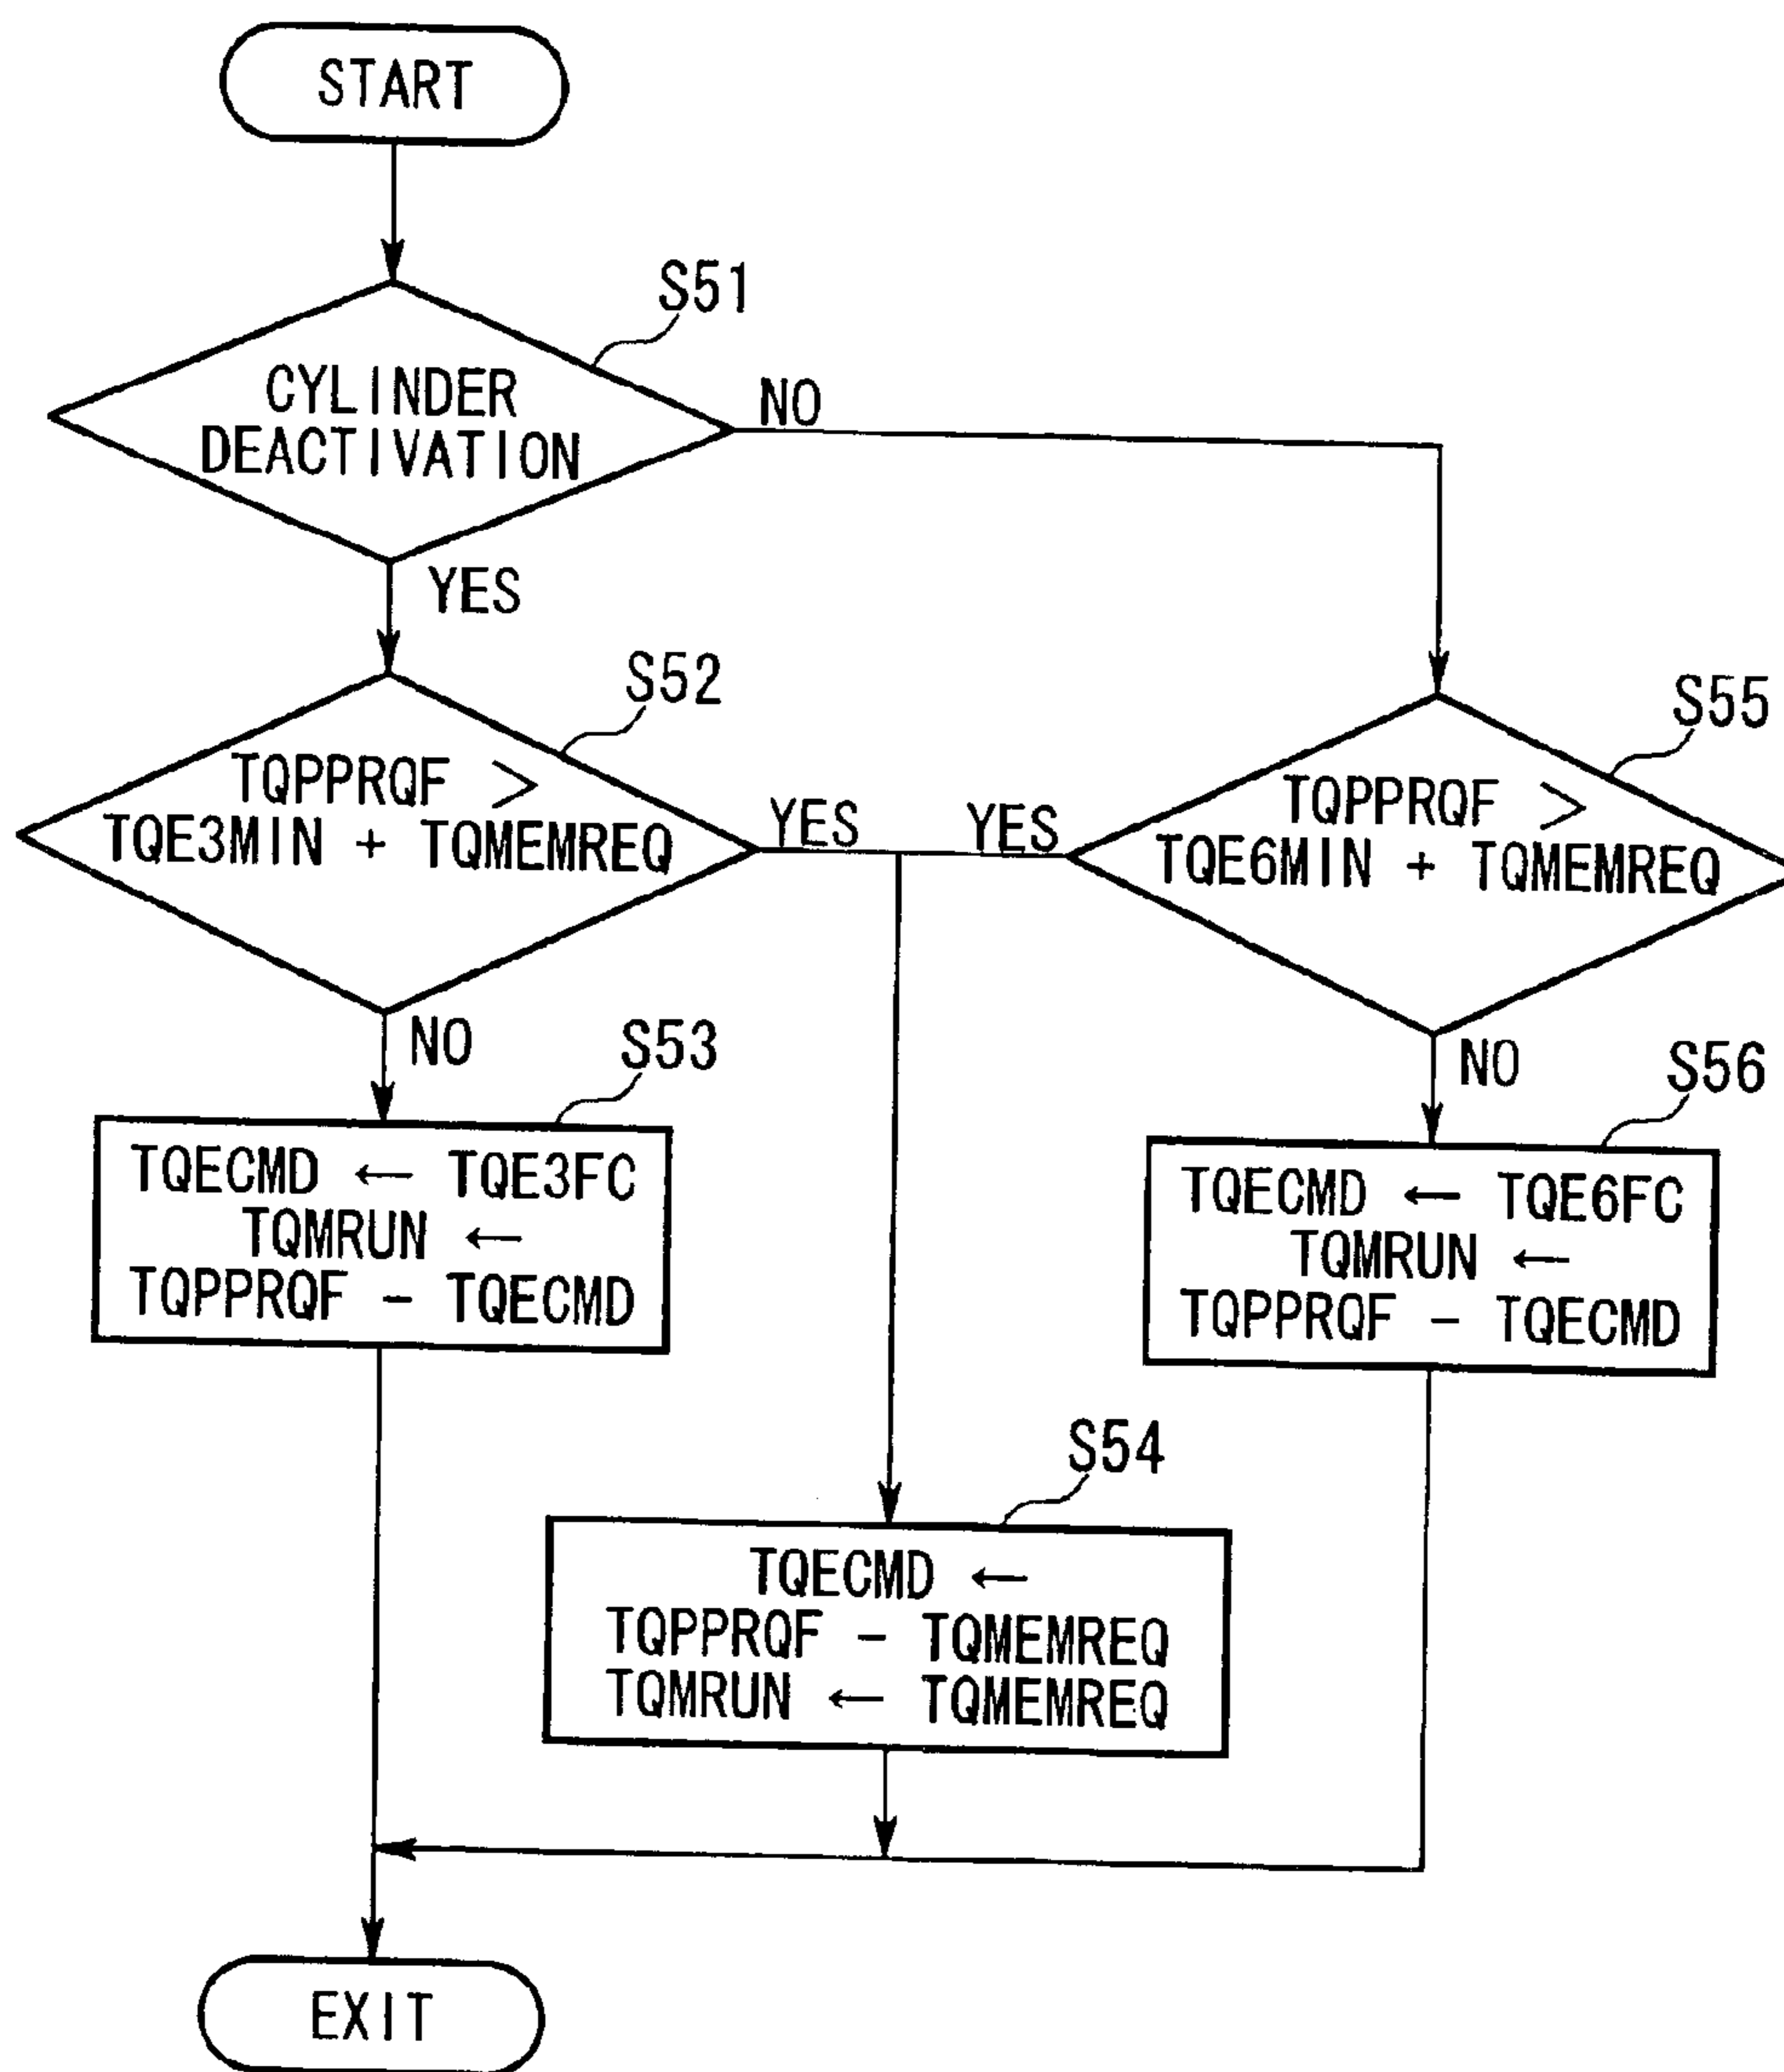 START
S51
CYLINDER
DEACTIVATION
NO
YES
S52
TQPPRQF >
TQE3MIN + TQMEMREQ
YES
NO
S55
TQPPRQF >
TQE6MIN + TQMEMREQ
YES
NO
S53
TQECMD ← TQE3FC
TQMRUN ←
TQPPRQF - TQECMD
S56
TQECMD ← TQE6FC
TQMRUN ←
TQPPRQF - TQECMD
S54
TQECMD ←
TQPPRQF - TQMEMREQ
TQMRUN ← TQMEMREQ
EXIT